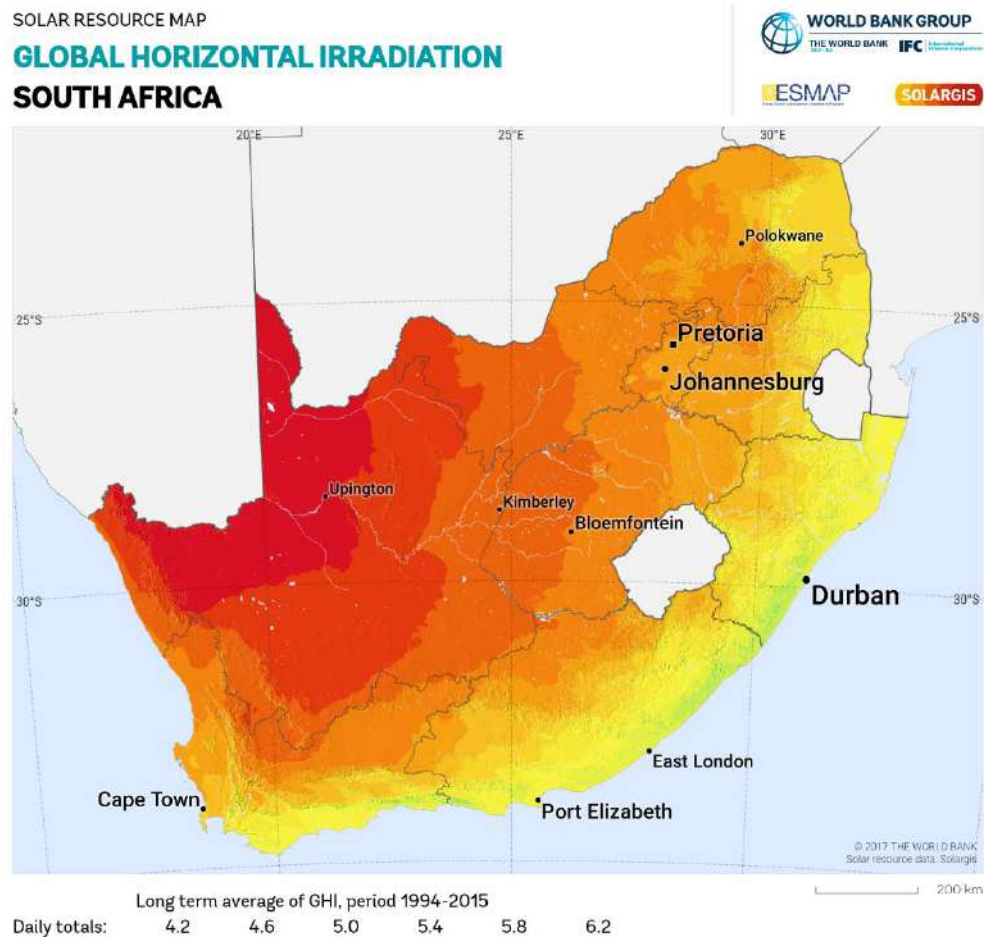 SOLAR RESOURCE MAP
GLOBAL HORIZONTAL IRRADIATION
SOUTH AFRICA
WORLD BANK GROUP
THE WORLD BANK
IFC International Finance Corporation
ESMAP
SOLARGIS
20°E
25°E
30°E
Polokwane
25°S
25°S
Pretoria
Johannesburg
Upington
Kimberley
Bloemfontein
30°S
Durban
30°S
East London
Cape Town
Port Elizabeth
© 2017 THE WORLD BANK
Solar resource data: Solargis
200 km
Long term average of GHI, period 1994-2015
Daily totals: 4.2 4.6 5.0 5.4 5.8 6.2